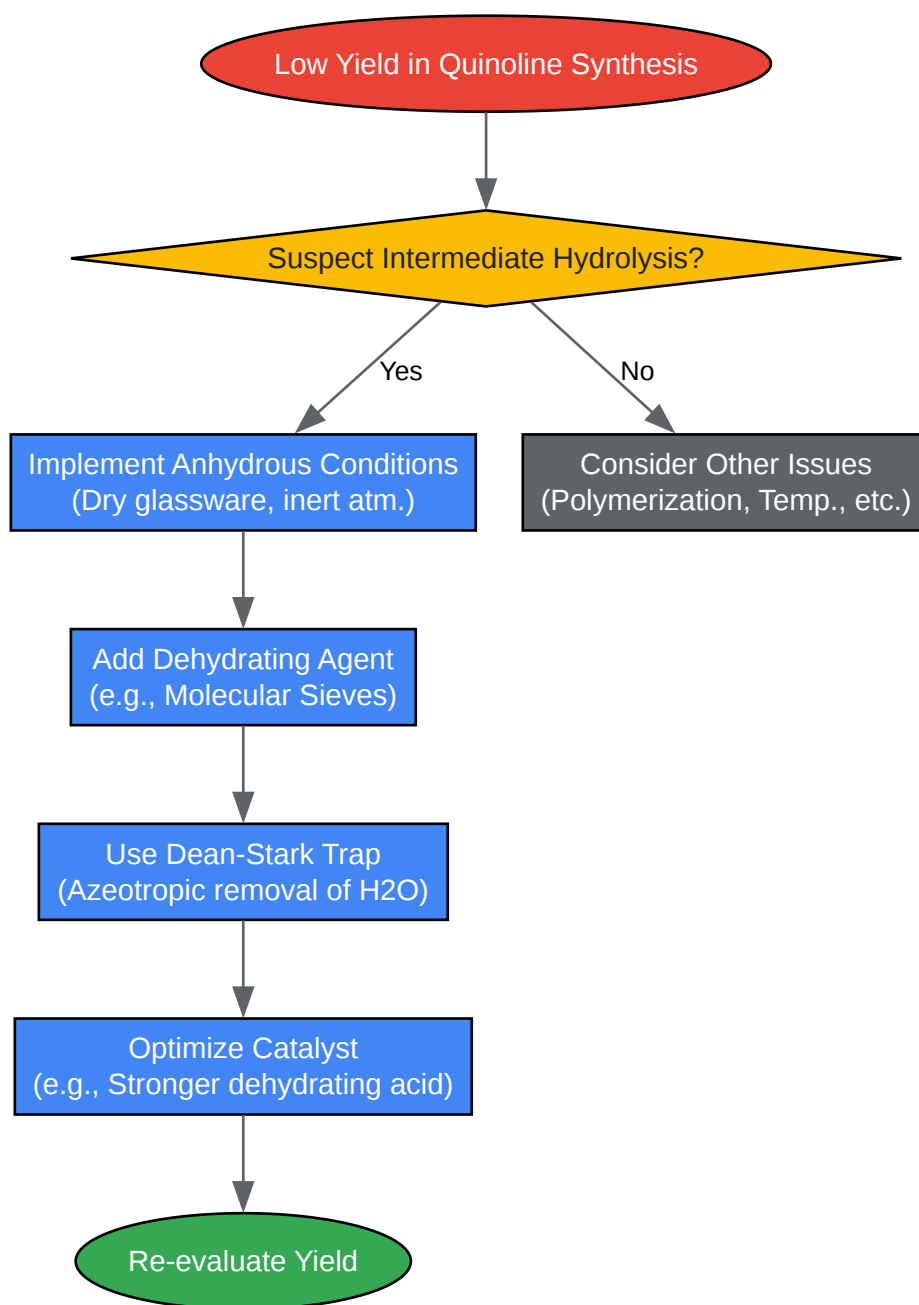 Low Yield in Quinoline Synthesis
Suspect Intermediate Hydrolysis?
Yes
No
Implement Anhydrous Conditions
(Dry glassware, inert atm.)
Consider Other Issues
(Polymerization, Temp., etc.)
Add Dehydrating Agent
(e.g., Molecular Sieves)
Use Dean-Stark Trap
(Azeotropic removal of H2O)
Optimize Catalyst
(e.g., Stronger dehydrating acid)
Re-evaluate Yield